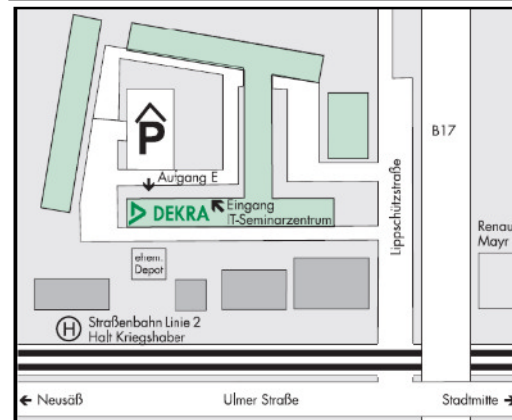 B17
P
Aufgang E
DEKRA
Eingang
IT-Seminarzentrum
Lippschützstraße
Renau
Mayr
ehem.
Depot
H
Straßenbahn Linie 2
Halt Kriegshaber
Neusäß
Ulmer Straße
Stadtmitte